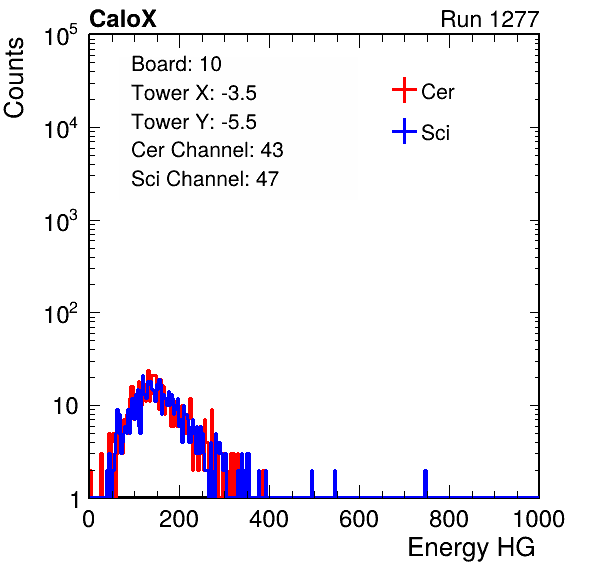 CaloX Run 1277
Counts
10^5
10^4
10^3
10^2
10
1
Board: 10
Tower X: -3.5
Tower Y: -5.5
Cer Channel: 43
Sci Channel: 47
Cer
Sci
0 200 400 600 800 1000
Energy HG